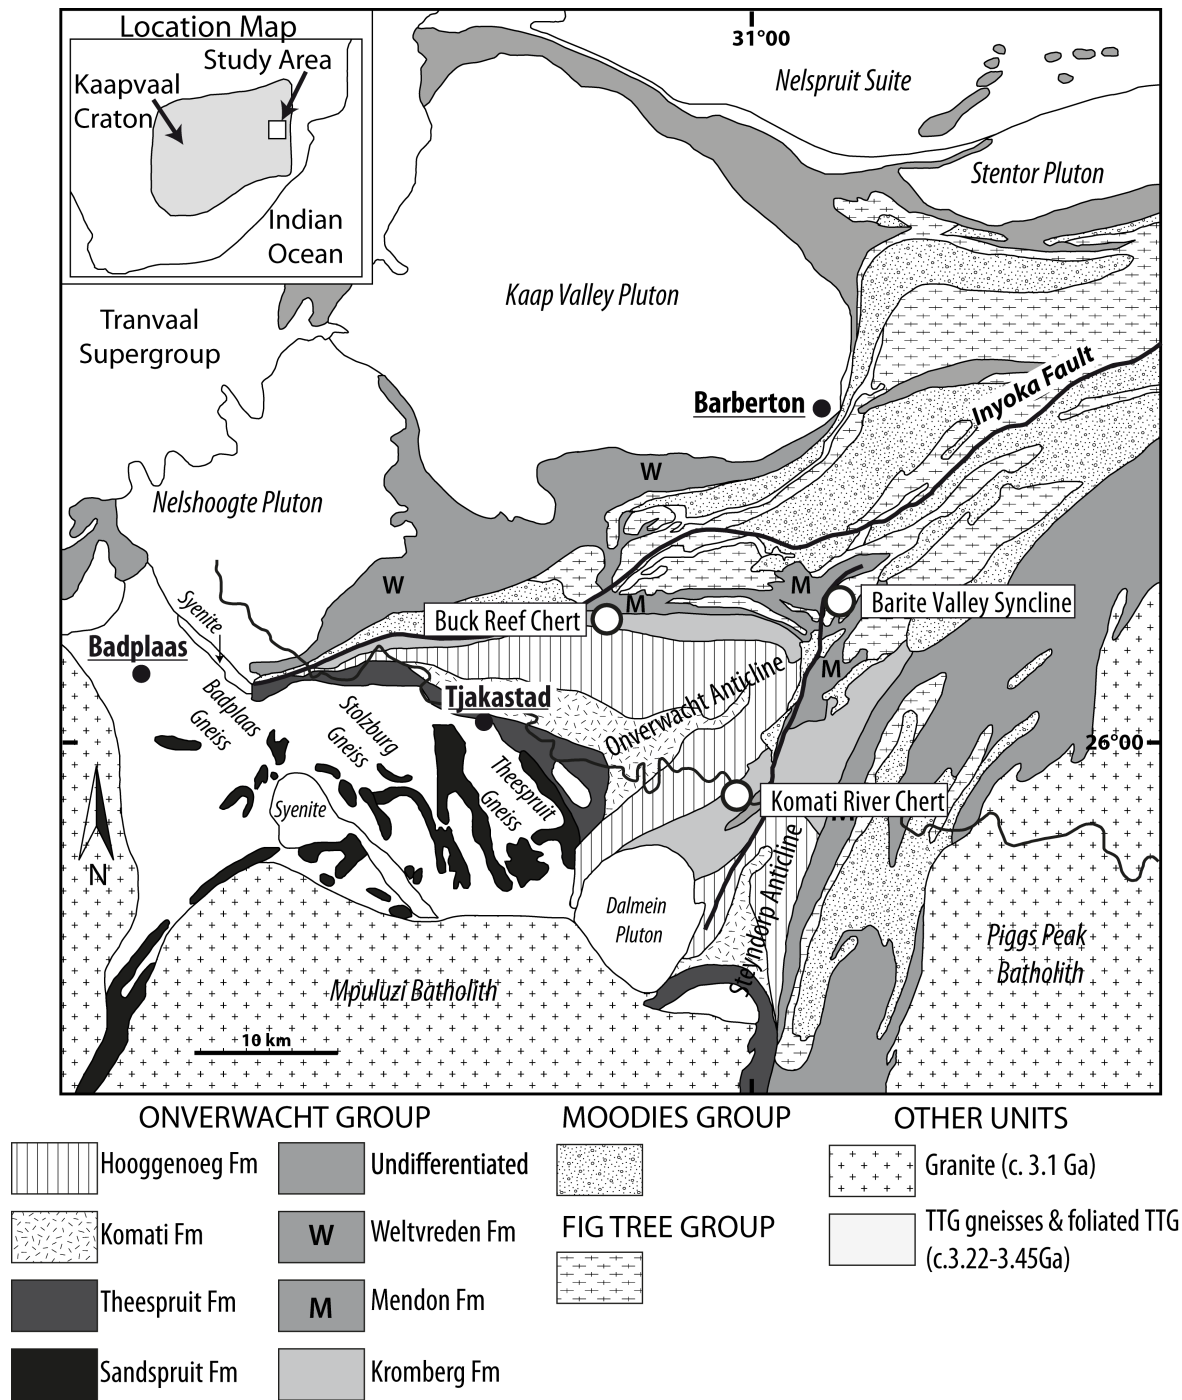 Location Map
Study Area
Kaapvaal
Craton
Indian
Ocean
31°00
Nelspruit Suite
Stentor Pluton
Kaap Valley Pluton
Tranvaal
Supergroup
Inyoka Fault
Barberton
W
Nelshoogte Pluton
W
M
M
Buck Reef Chert
Barite Valley Syncline
Syenite
Badplaas
M
Onverwacht Anticline
Tjakastad
Badplaas
Gneiss
Stolzburg
Gneiss
26°00
Theespruit
Gneiss
Syenite
Komati River Chert
M
N
Steyndorp Anticline
Dalmein
Pluton
Piggs Peak
Batholith
Mpuluzi Batholith
10 km
ONVERWACHT GROUP
MOODIES GROUP
OTHER UNITS
Hooggenoeg Fm
Undifferentiated
Granite (c. 3.1 Ga)
Komati Fm
W
Weltvreden Fm
FIG TREE GROUP
TTG gneisses & foliated TTG
(c.3.22-3.45Ga)
Theespruit Fm
M
Mendon Fm
Sandspruit Fm
Kromberg Fm